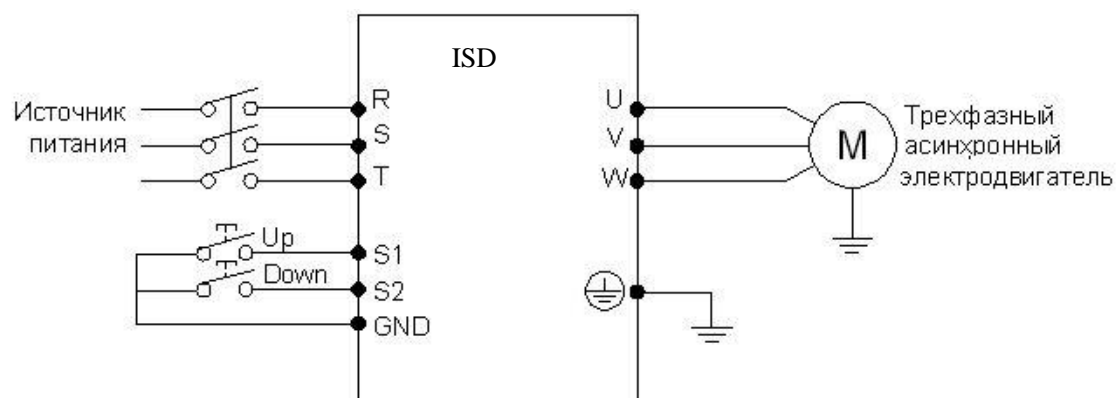 ISD
R
S
T
Источник
питания
U
V
W
M
Трехфазный
асинхронный
электродвигатель
Up
S1
Down
S2
GND